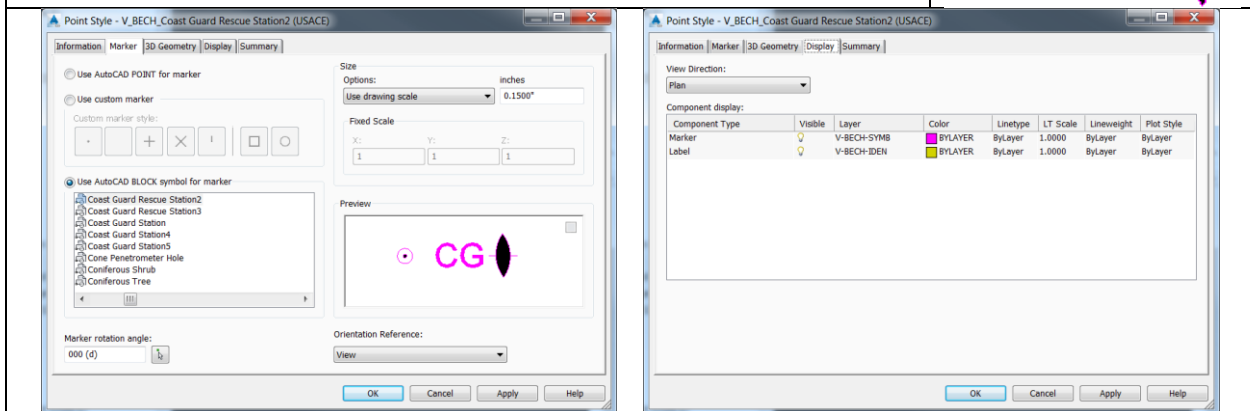 Point Style - V_BECH_Coast Guard Rescue Station2 (USACE)
Information Marker 3D Geometry Display Summary
Use AutoCAD POINT for marker
Use custom marker
Custom marker style:
Use AutoCAD BLOCK symbol for marker
Coast Guard Rescue Station2
Coast Guard Rescue Station3
Coast Guard Station
Coast Guard Station4
Coast Guard Station5
Cone Penetrometer Hole
Coniferous Shrub
Coniferous Tree
Marker rotation angle:
000 (d)
Size
Options: inches
Use drawing scale 0.1500"
Fixed Scale
X: Y: Z:
1 1 1
Preview
CG
Orientation Reference:
View
OK Cancel Apply Help
Point Style - V_BECH_Coast Guard Rescue Station2 (USACE)
Information Marker 3D Geometry Display Summary
View Direction:
Plan
Component display:
Component Type Visible Layer Color Linetype LT Scale Lineweight Plot Style
Marker V-BECH-SYMB BYLAYER ByLayer 1.0000 ByLayer ByLayer
Label V-BECH-IDEN BYLAYER ByLayer 1.0000 ByLayer ByLayer
OK Cancel Apply Help